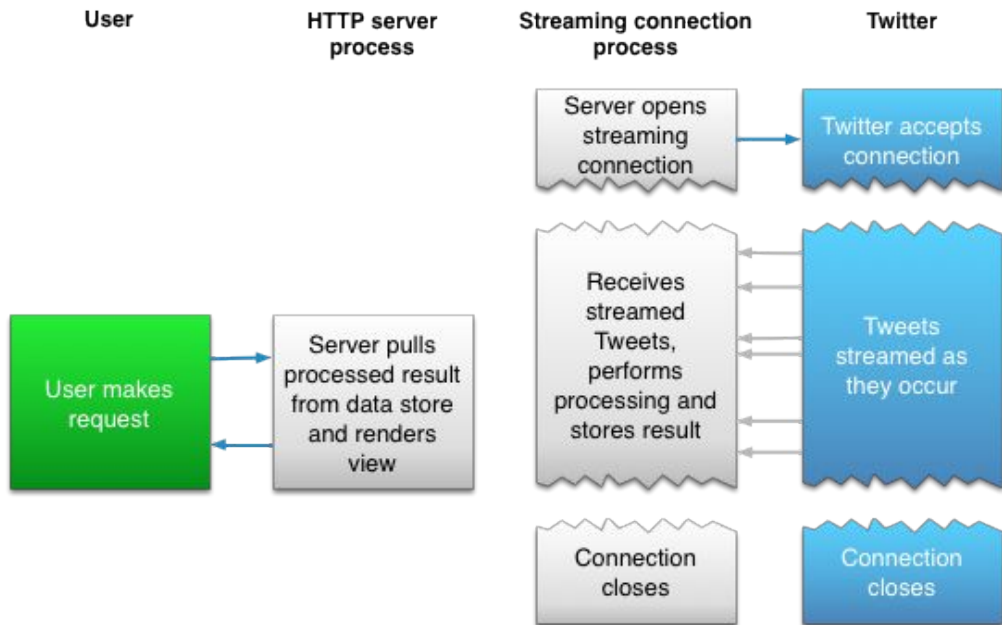 User
HTTP server
process
Streaming connection
process
Twitter
Server opens
streaming
connection
Twitter accepts
connection
User makes
request
Server pulls
processed result
from data store
and renders
view
Receives
streamed
Tweets,
performs
processing and
stores result
Tweets
streamed as
they occur
Connection
closes
Connection
closes